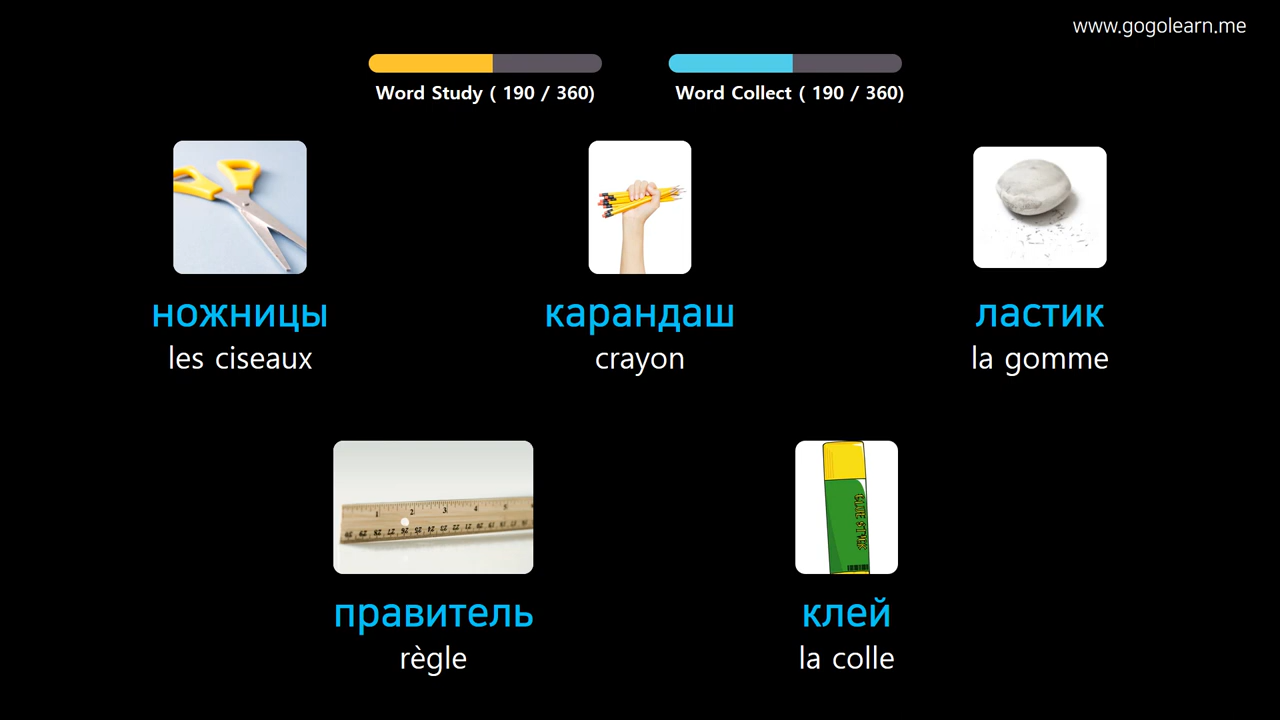 www.gogolearn.me
Word Study ( 190 / 360)
Word Collect ( 190 / 360)
ножницы
les ciseaux
карандаш
crayon
ластик
la gomme
правитель
règle
клей
la colle